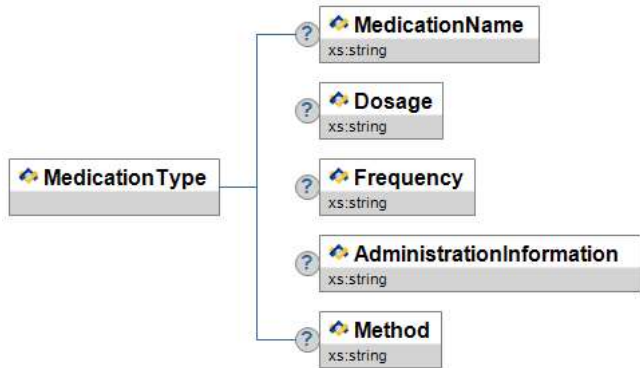 ? MedicationName
xs:string
? Dosage
xs:string
MedicationType
? Frequency
xs:string
? AdministrationInformation
xs:string
? Method
xs:string